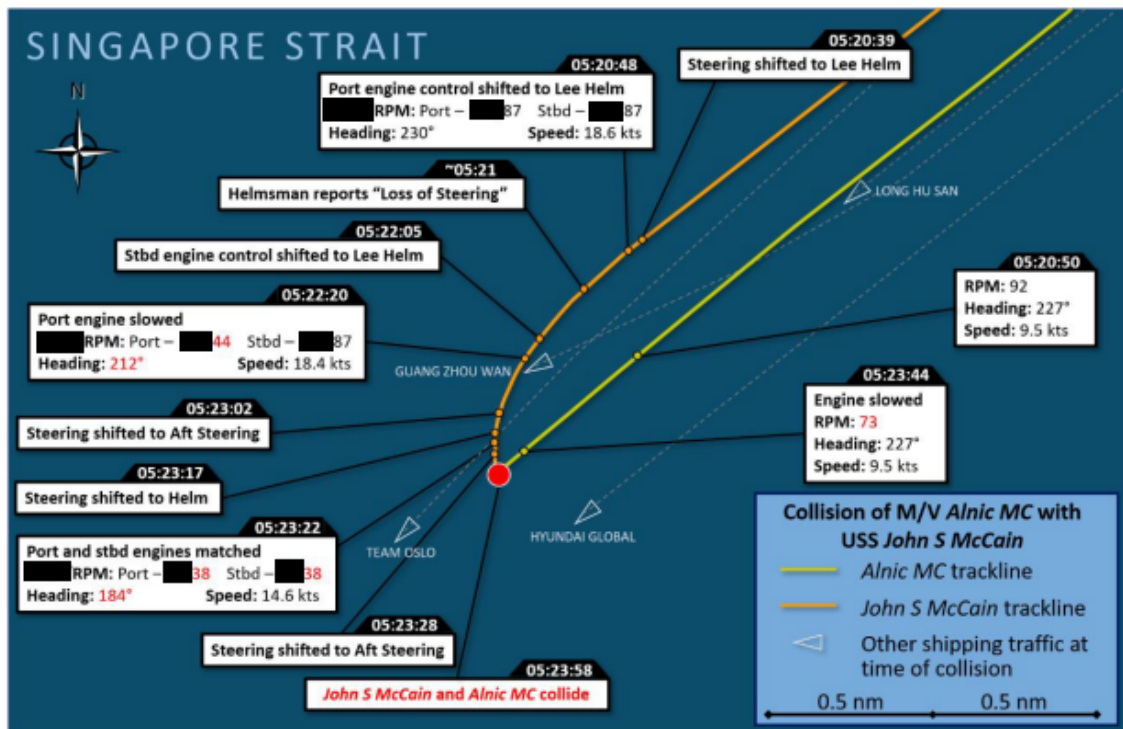 SINGAPORE STRAIT
N
05:20:39
Steering shifted to Lee Helm
05:20:48
Port engine control shifted to Lee Helm
RPM: Port – 87 Stbd – 87
Heading: 230° Speed: 18.6 kts
~05:21
Helmsman reports “Loss of Steering”
LONG HU SAN
05:22:05
Stbd engine control shifted to Lee Helm
05:20:50
RPM: 92
Heading: 227°
Speed: 9.5 kts
05:22:20
Port engine slowed
RPM: Port – 44 Stbd – 87
Heading: 212° Speed: 18.4 kts
GUANG ZHOU WAN
05:23:44
Engine slowed
RPM: 73
Heading: 227°
Speed: 9.5 kts
05:23:02
Steering shifted to Aft Steering
05:23:17
Steering shifted to Helm
05:23:22
Port and stbd engines matched
RPM: Port – 38 Stbd – 38
Heading: 184° Speed: 14.6 kts
TEAM OSLO
HYUNDAI GLOBAL
05:23:28
Steering shifted to Aft Steering
05:23:58
John S McCain and Alnic MC collide
Collision of M/V Alnic MC with
USS John S McCain
Alnic MC trackline
John S McCain trackline
Other shipping traffic at
time of collision
0.5 nm 0.5 nm